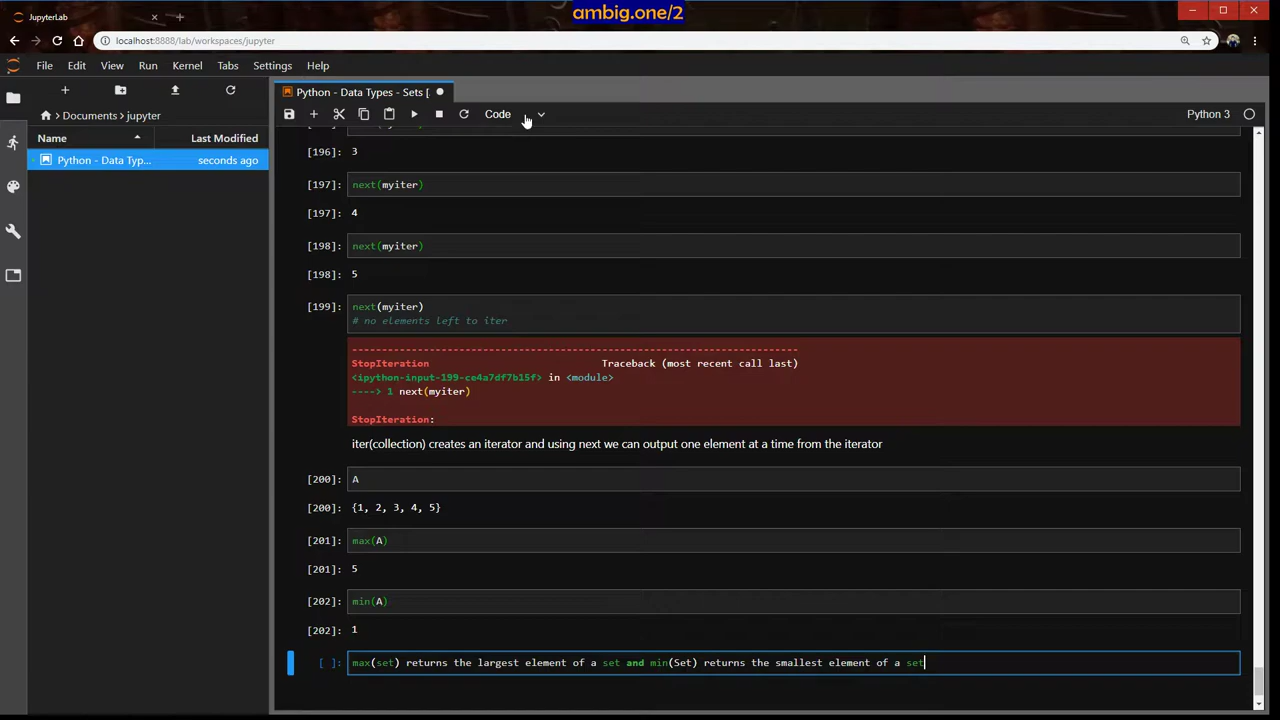 ambig.one/2
JupyterLab
localhost:8888/lab/workspaces/jupyter
File Edit View Run Kernel Tabs Settings Help
Python - Data Types - Sets [
Code
Python 3
Documents jupyter
Name Last Modified
Python - Data Typ... seconds ago
[196]: 3
[197]: next(myiter)
[197]: 4
[198]: next(myiter)
[198]: 5
[199]: next(myiter)
# no elements left to iter
---------------------------------------------------------------------------
StopIteration Traceback (most recent call last)
<ipython-input-199-ce4a7df7b15f> in <module>
----> 1 next(myiter)
StopIteration:
iter(collection) creates an iterator and using next we can output one element at a time from the iterator
[200]: A
[200]: {1, 2, 3, 4, 5}
[201]: max(A)
[201]: 5
[202]: min(A)
[202]: 1
[ ]: max(set) returns the largest element of a set and min(Set) returns the smallest element of a set